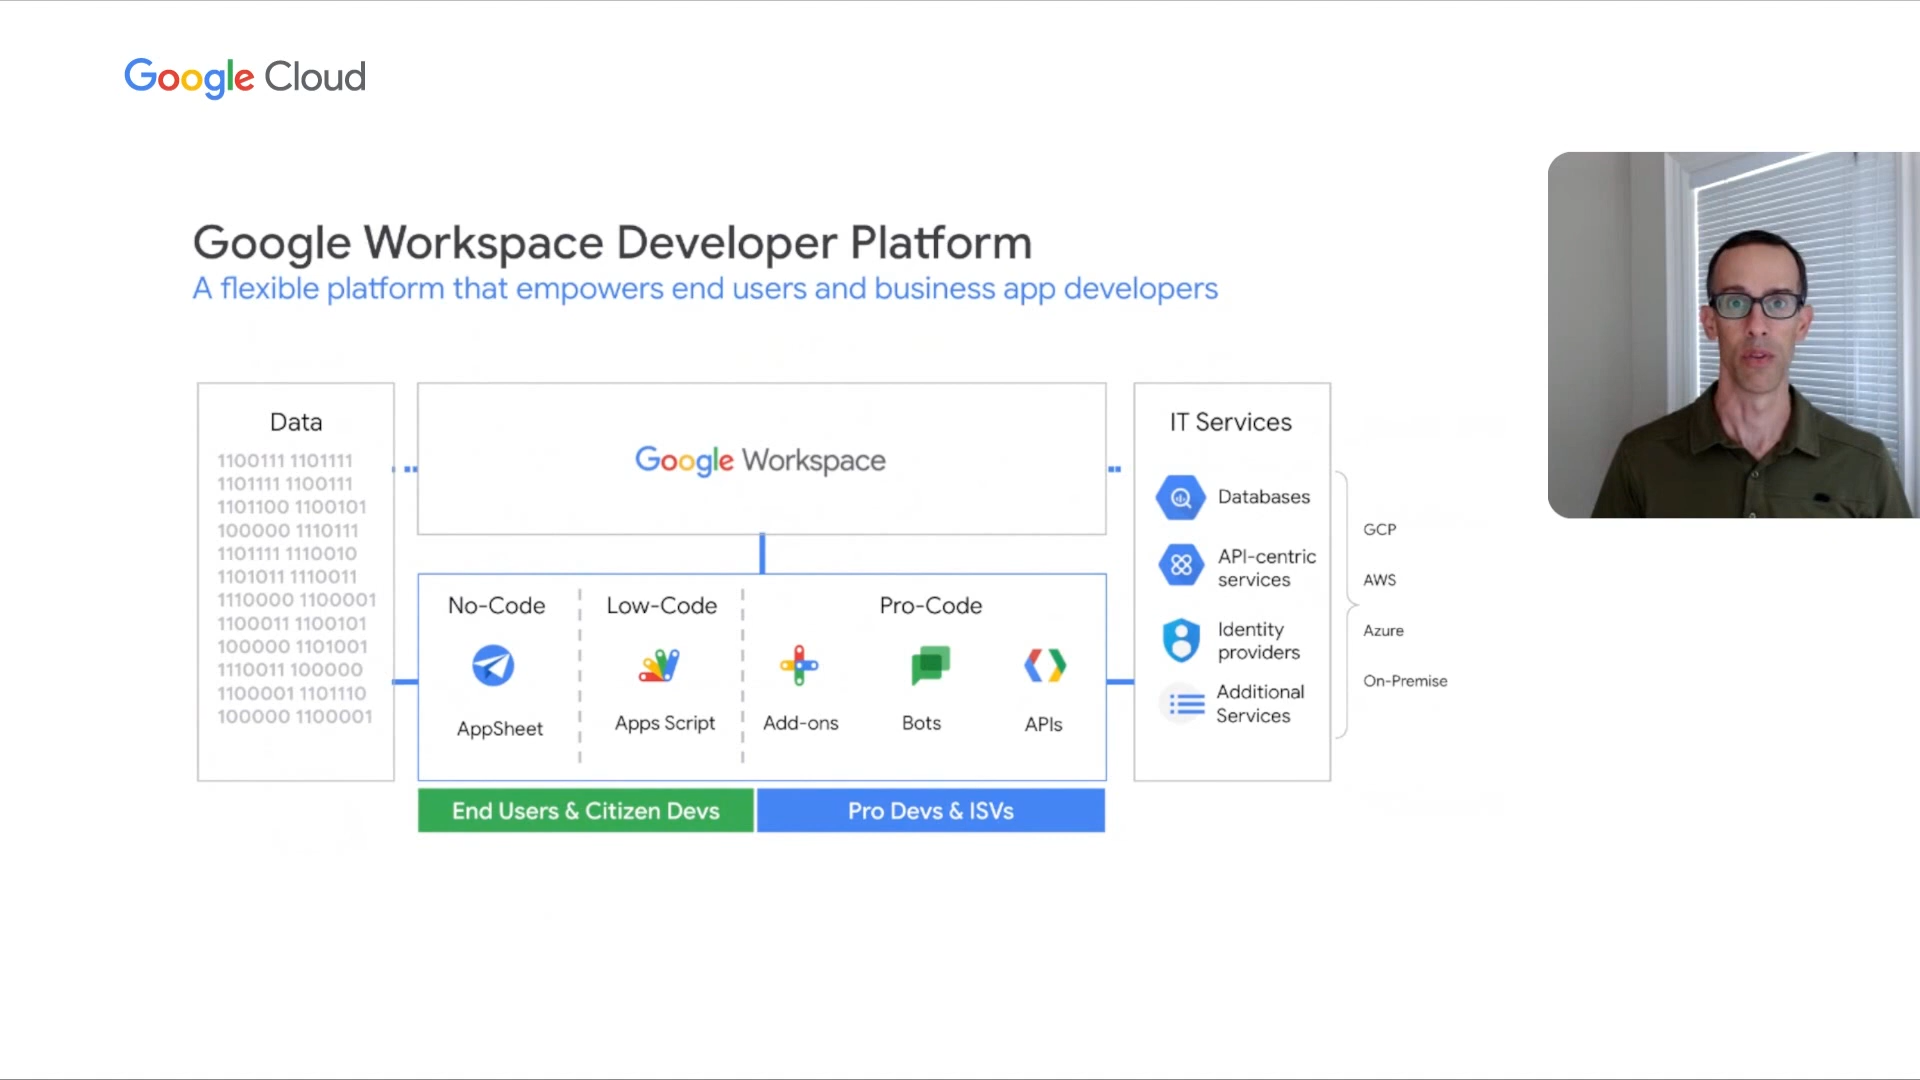 Google Cloud
Google Workspace Developer Platform
A flexible platform that empowers end users and business app developers
Data
1100111 1101111
1101111 1100111
1101100 1100101
100000 1110111
1101111 1110010
1101011 1110011
1110000 1100001
1100011 1100101
100000 1101001
1110011 100000
1100001 1101110
100000 1100001
Google Workspace
No-Code
Low-Code
Pro-Code
AppSheet
Apps Script
Add-ons
Bots
APIs
End Users & Citizen Devs
Pro Devs & ISVs
IT Services
Databases
API-centric
services
Identity
providers
Additional
Services
GCP
AWS
Azure
On-Premise